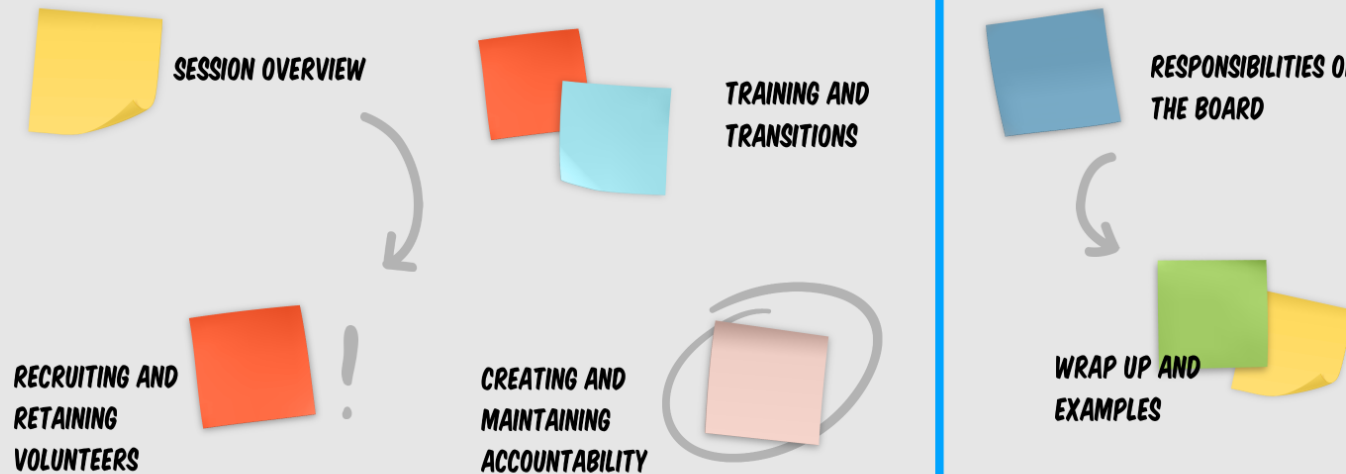 SESSION OVERVIEW
RECRUITING AND
RETAINING
VOLUNTEERS
TRAINING AND
TRANSITIONS
CREATING AND
MAINTAINING
ACCOUNTABILITY
RESPONSIBILITIES
THE BOARD
WRAP UP AND
EXAMPLES